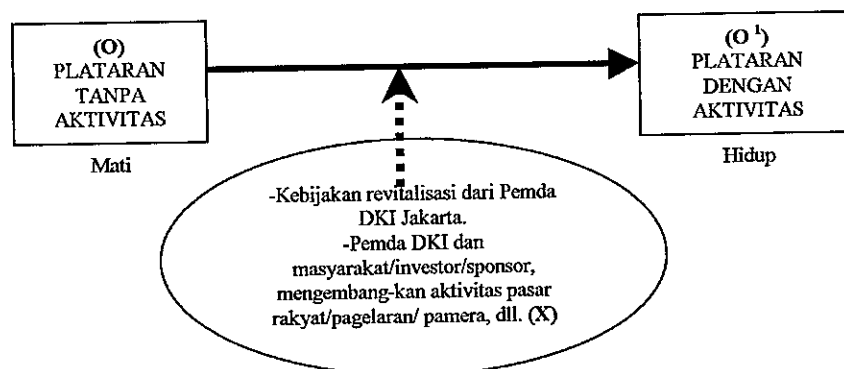 (O)
PLATARAN
TANPA
AKTIVITAS
Mati
(O 1)
PLATARAN
DENGAN
AKTIVITAS
Hidup
-Kebijakan revitalisasi dari Pemda
DKI Jakarta.
-Pemda DKI dan
masyarakat/investor/sponsor,
mengembang-kan aktivitas pasar
rakyat/pagelaran/ pamera, dll. (X)